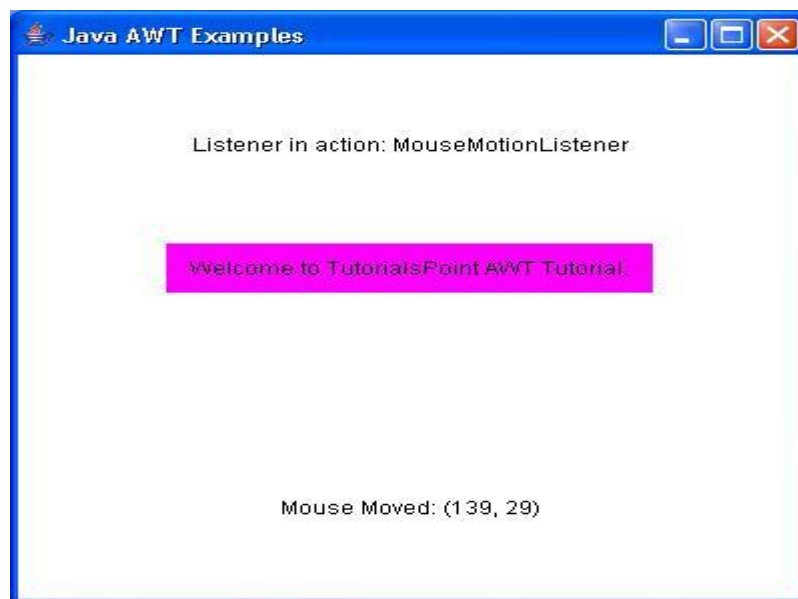 Java AWT Examples
Listener in action: MouseMotionListener
Welcome to TutorialsPoint AWT Tutorial.
Mouse Moved: (139, 29)